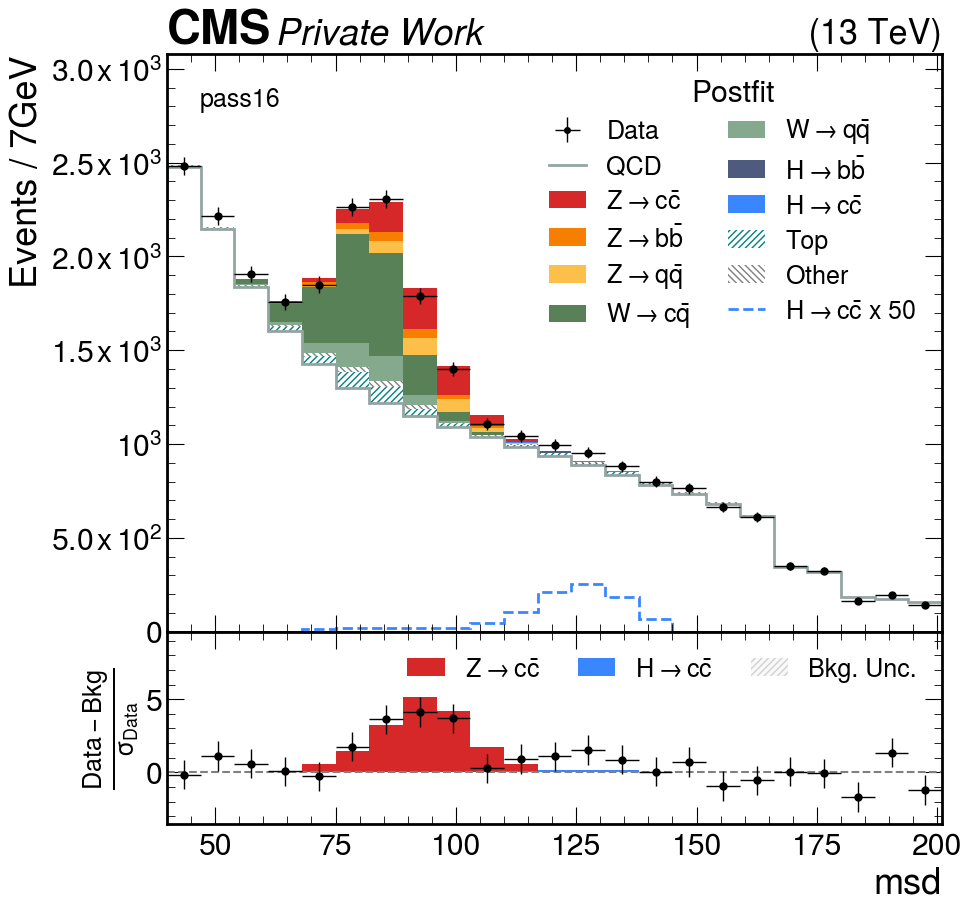 CMS Private Work (13 TeV)
Events / 7GeV
3.0 x 10³
2.5 x 10³
2.0 x 10³
1.5 x 10³
10³
5.0 x 10²
0
pass16
Postfit
Data
QCD
Z → cc̄
Z → bb̄
Z → qq̄
W → cq̄
W → qq̄
H → bb̄
H → cc̄
Top
Other
H → cc̄ x 50
Data − Bkg
σ_Data
5
0
Z → cc̄
H → cc̄
Bkg. Unc.
50 75 100 125 150 175 200
msd